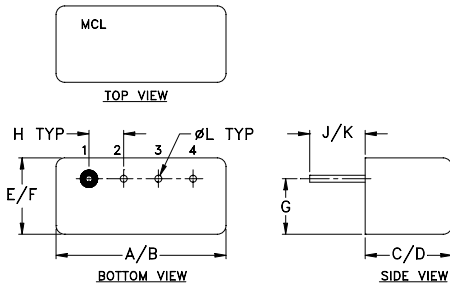 MCL
TOP VIEW
H TYP
øL TYP
1 2 3 4
E/F
A/B
BOTTOM VIEW
J/K
G
C/D
SIDE VIEW